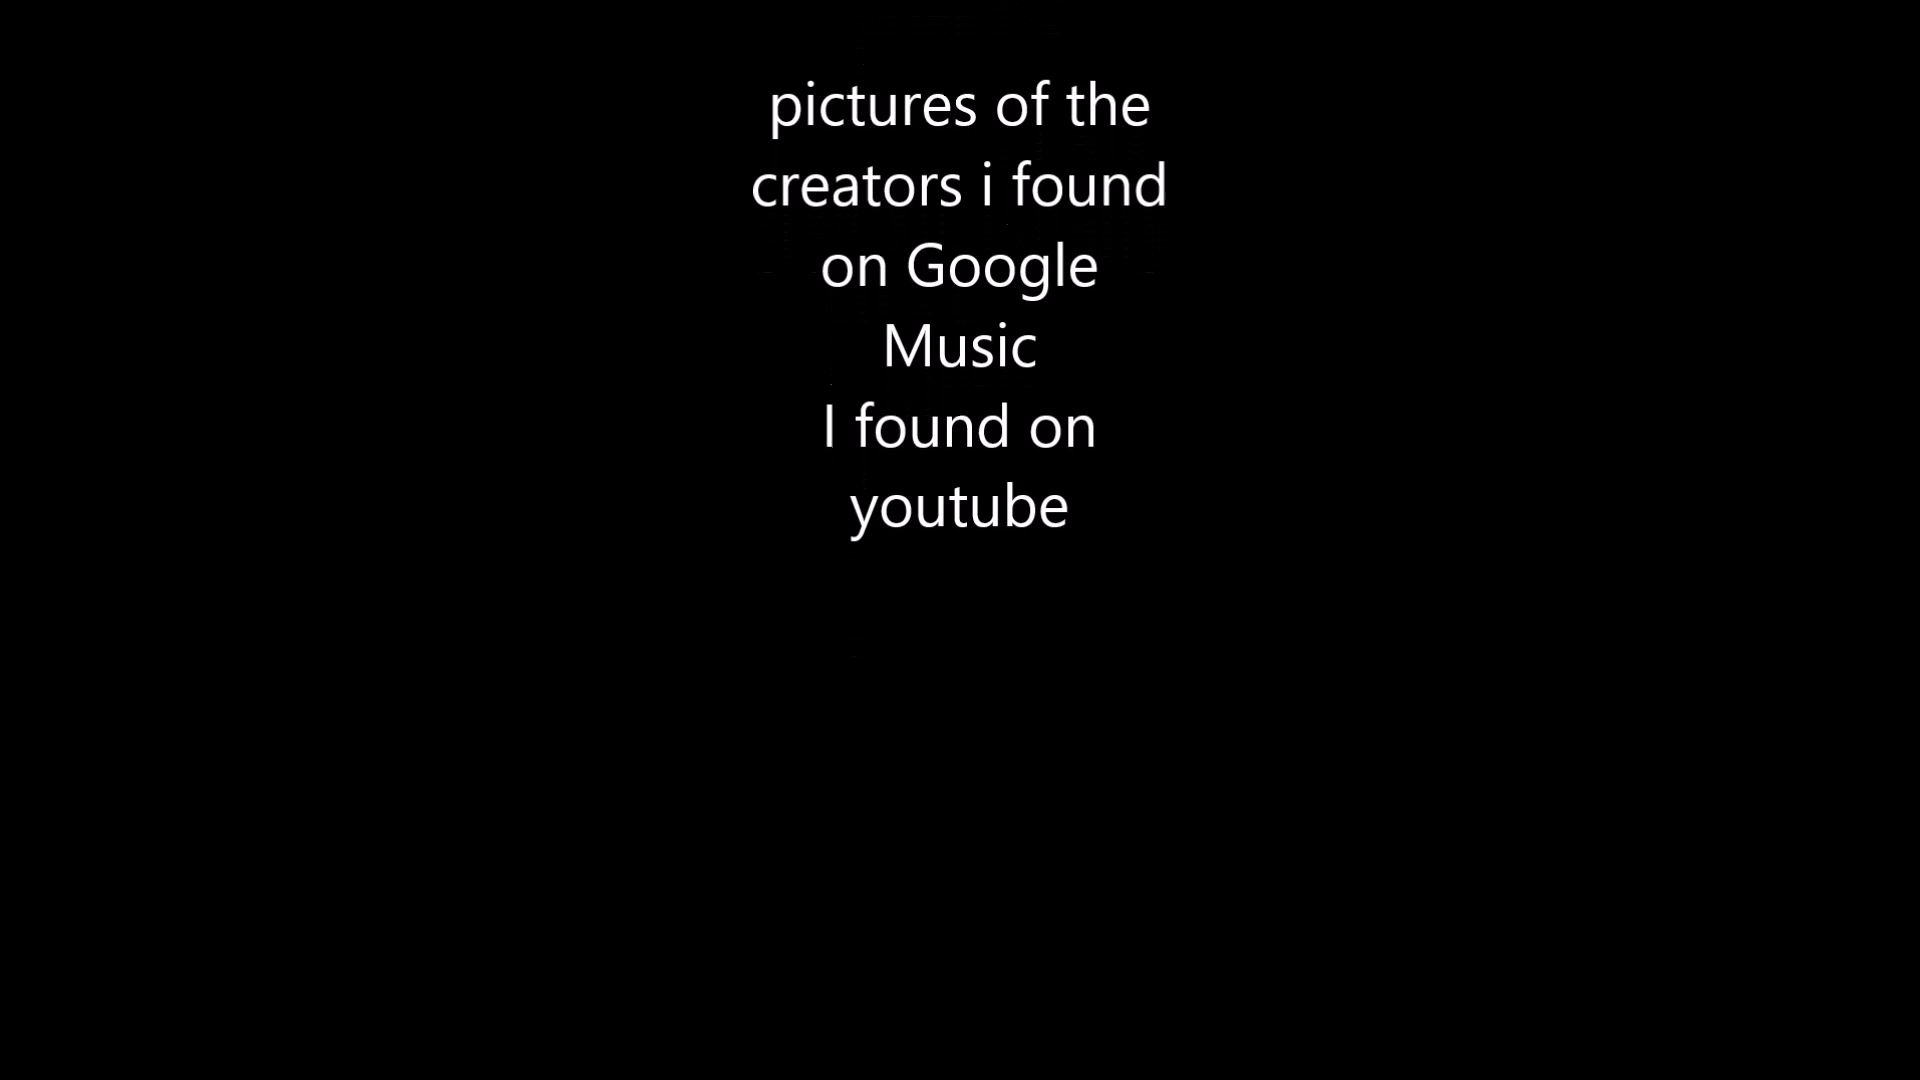 pictures of the
creators i found
on Google
Music
I found on
youtube